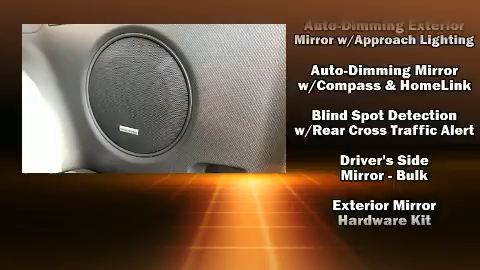 Auto-Dimming Exterior
Mirror w/Approach Lighting
Auto-Dimming Mirror
w/Compass & HomeLink
Blind Spot Detection
w/Rear Cross Traffic Alert
Driver's Side
Mirror - Bulk
Exterior Mirror
Hardware Kit